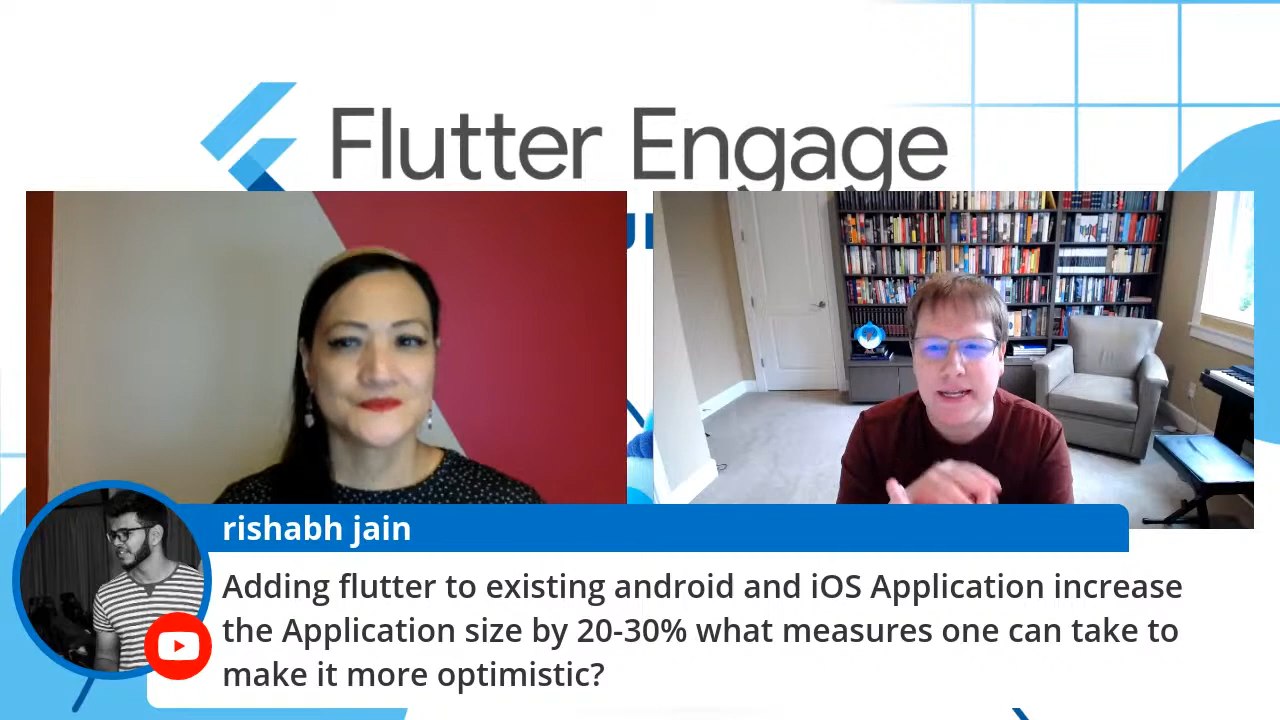 Flutter Engage
rishabh jain
Adding flutter to existing android and iOS Application increase
the Application size by 20-30% what measures one can take to
make it more optimistic?